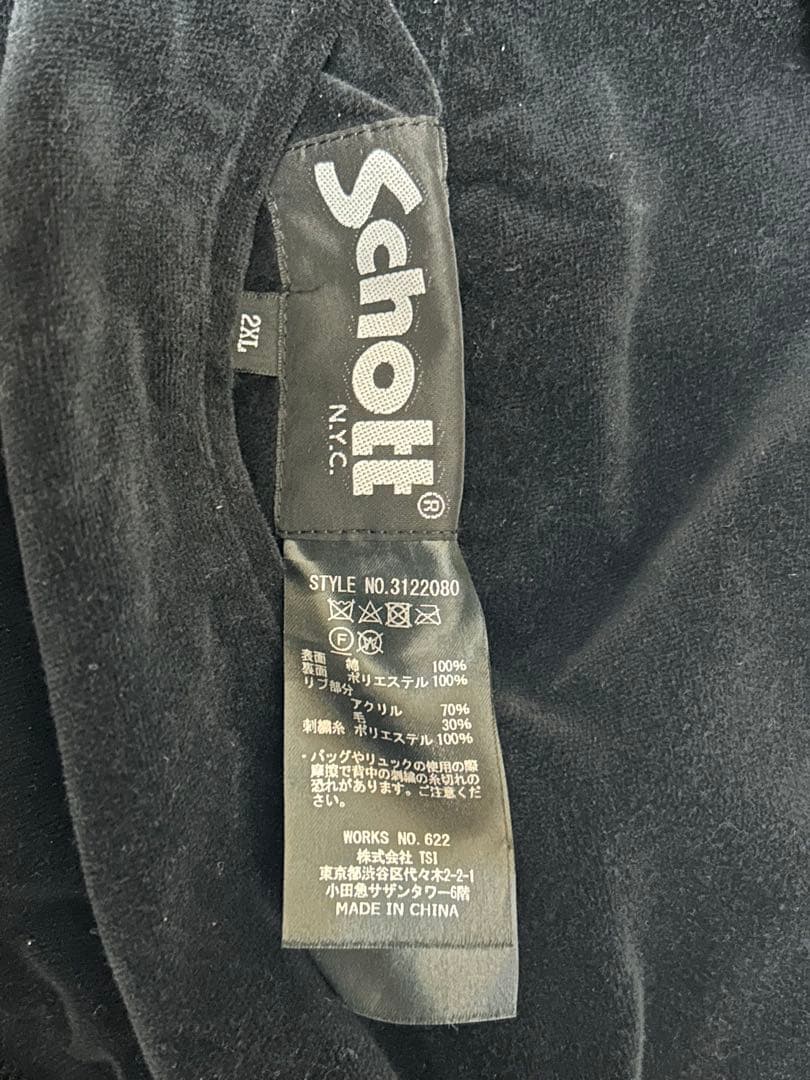 Schott
N.Y.C.
®
2XL
STYLE NO.3122080
F W
表面 綿 100%
裏面 ポリエステル 100%
リブ部分
アクリル 70%
毛 30%
刺繍糸 ポリエステル 100%
・バッグやリュックの使用の際
摩擦で背中の刺繍の糸切れの
恐れがあります。ご注意くだ
さい。
WORKS NO.622
株式会社 TSI
東京都渋谷区代々木2-2-1
小田急サザンタワー6階
MADE IN CHINA